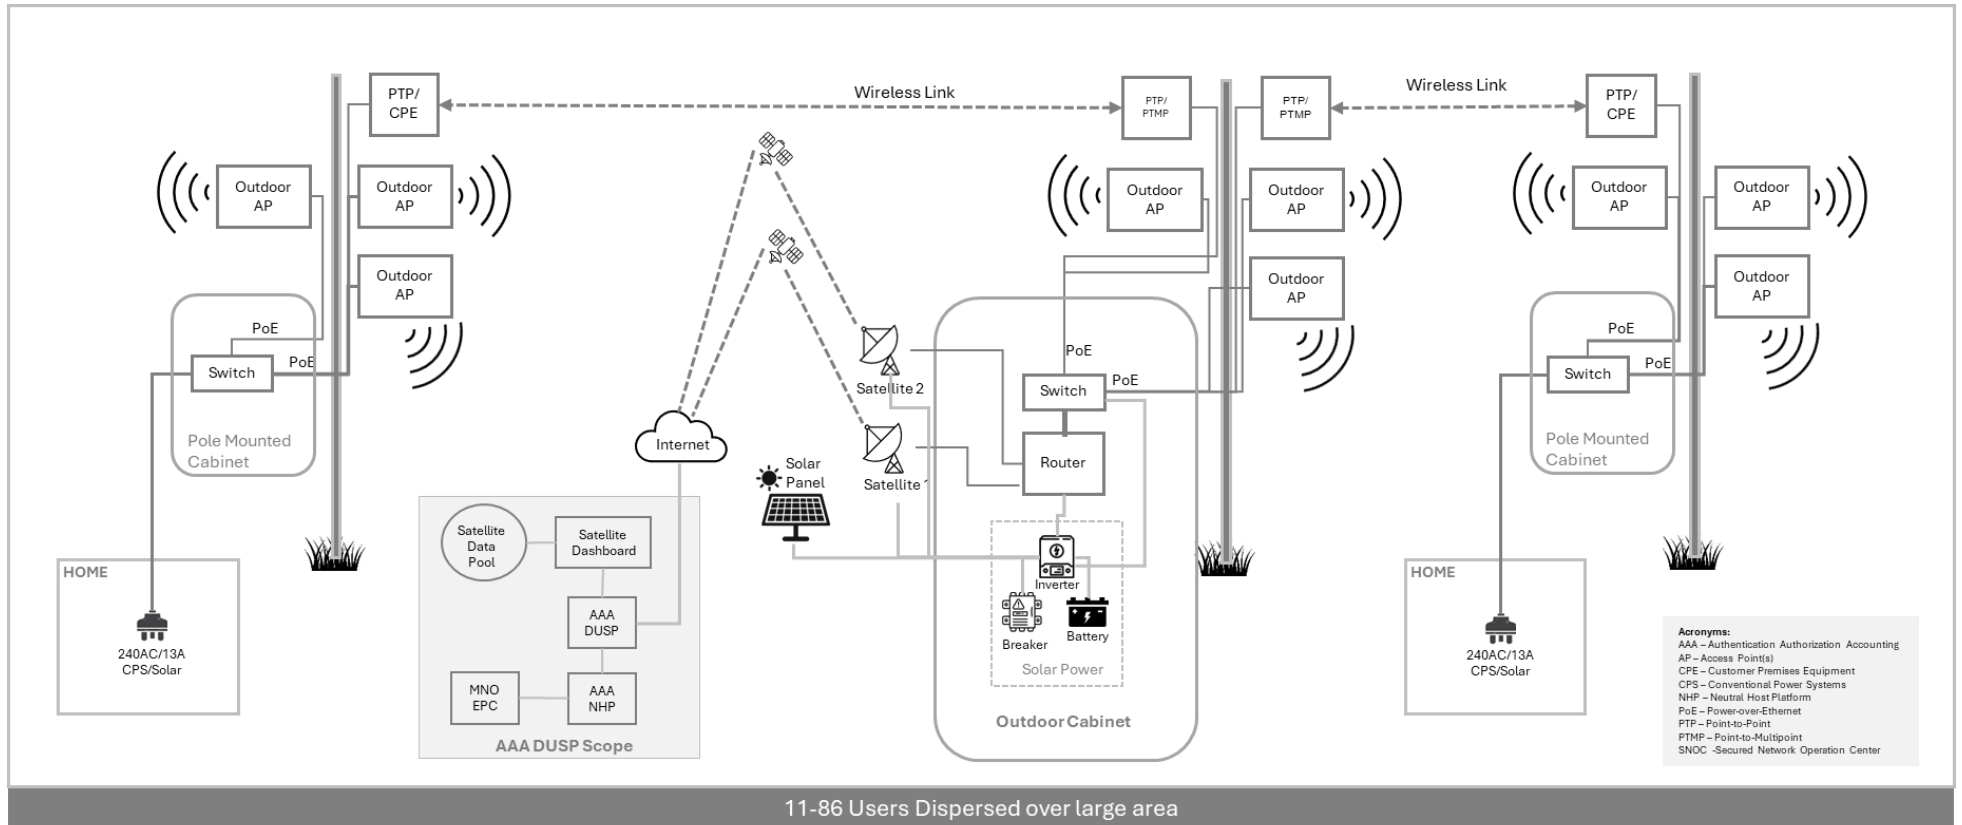 PTP/
CPE
Wireless Link
PTP/
PTMP
PTP/
PTMP
Wireless Link
PTP/
CPE
Outdoor
AP
Outdoor
AP
Outdoor
AP
Outdoor
AP
Outdoor
AP
Outdoor
AP
Outdoor
AP
Outdoor
AP
Outdoor
AP
PoE
Switch
PoE
Pole Mounted
Cabinet
Satellite 2
Internet
Solar
Panel
Satellite 1
PoE
Switch
PoE
Router
Inverter
Breaker
Battery
Solar Power
Outdoor Cabinet
PoE
Switch
PoE
Pole Mounted
Cabinet
HOME
240AC/13A
CPS/Solar
Satellite
Data
Pool
Satellite
Dashboard
AAA
DUSP
MNO
EPC
AAA
NHP
AAA DUSP Scope
HOME
240AC/13A
CPS/Solar
Acronyms:
AAA – Authentication Authorization Accounting
AP – Access Point(s)
CPE – Customer Premises Equipment
CPS – Conventional Power Systems
NHP – Neutral Host Platform
PoE – Power-over-Ethernet
PTP – Point-to-Point
PTMP – Point-to-Multipoint
SNOC -Secured Network Operation Center
11-86 Users Dispersed over large area